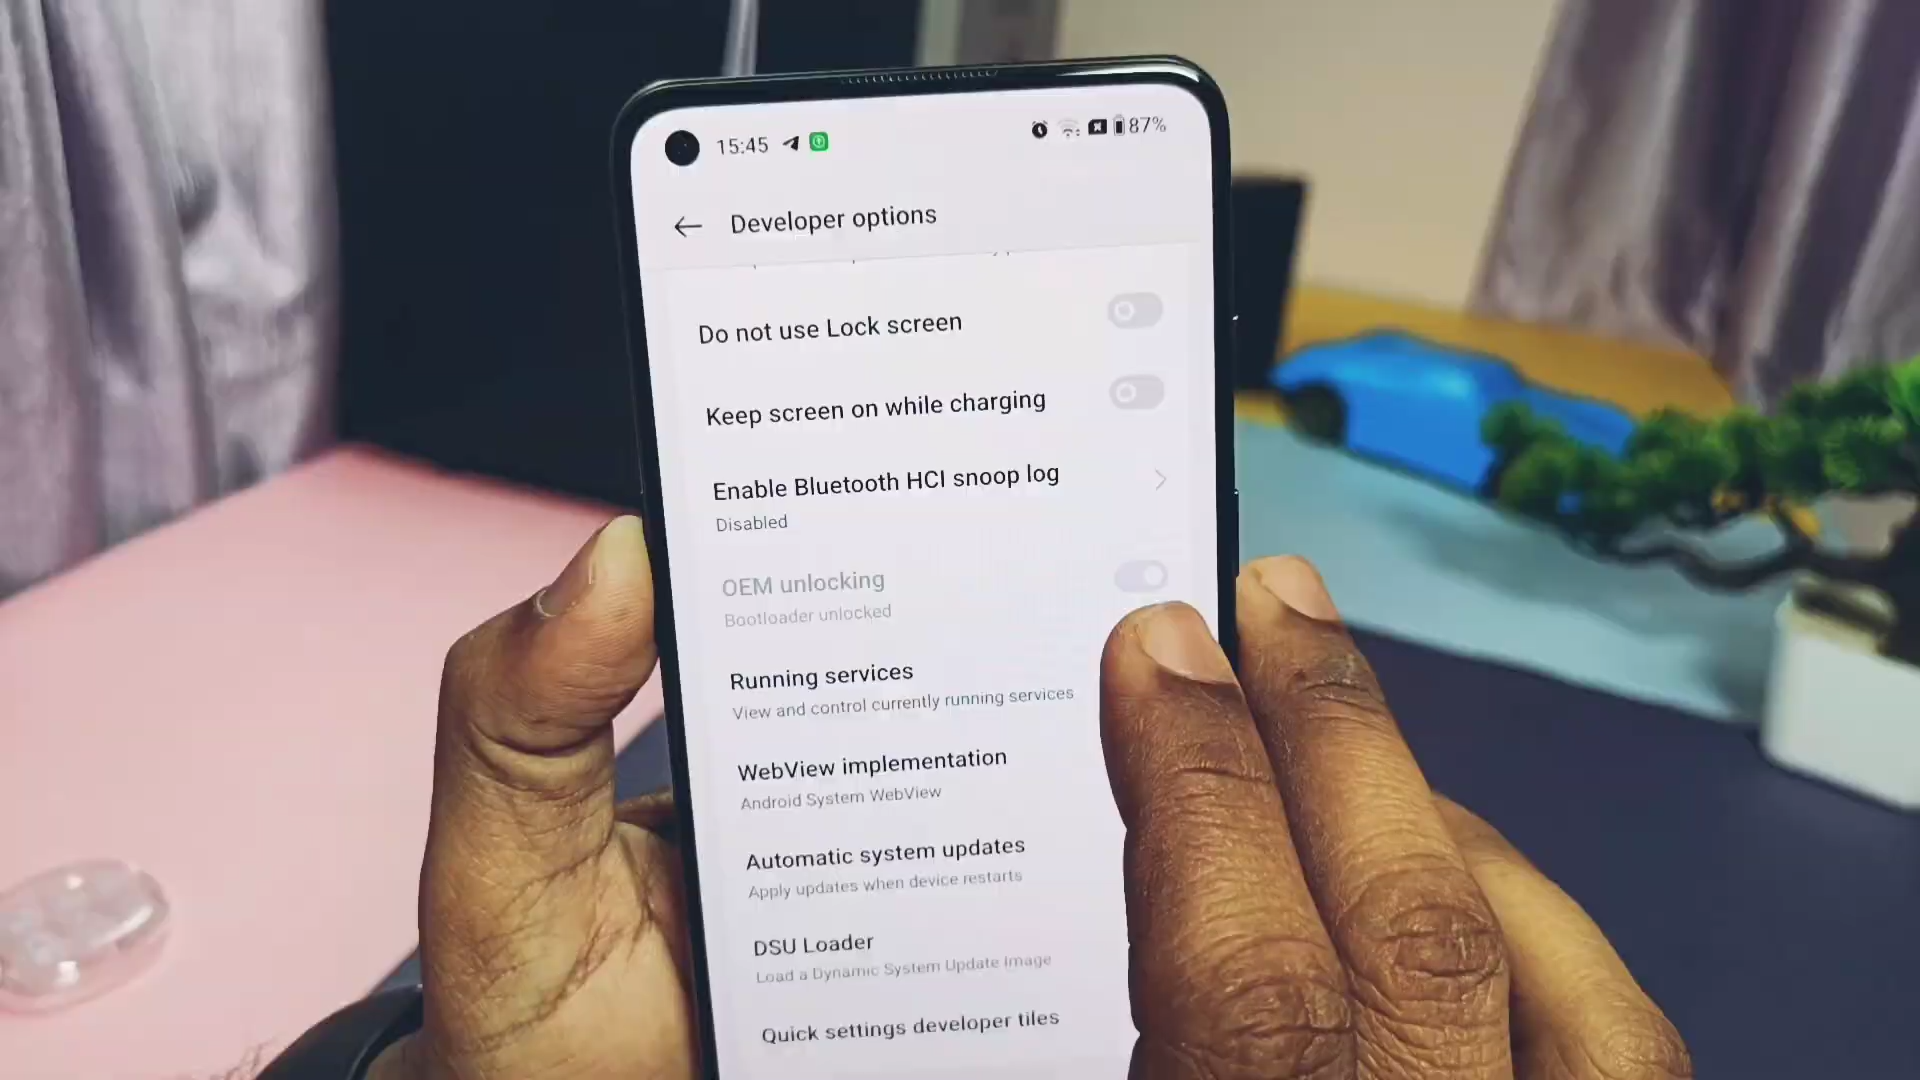 15:45 87%
Developer options
Do not use Lock screen
Keep screen on while charging
Enable Bluetooth HCI snoop log
Disabled
OEM unlocking
Bootloader unlocked
Running services
View and control currently running services
WebView implementation
Android System WebView
Automatic system updates
Apply updates when device restarts
DSU Loader
Load a Dynamic System Update Image
Quick settings developer tiles